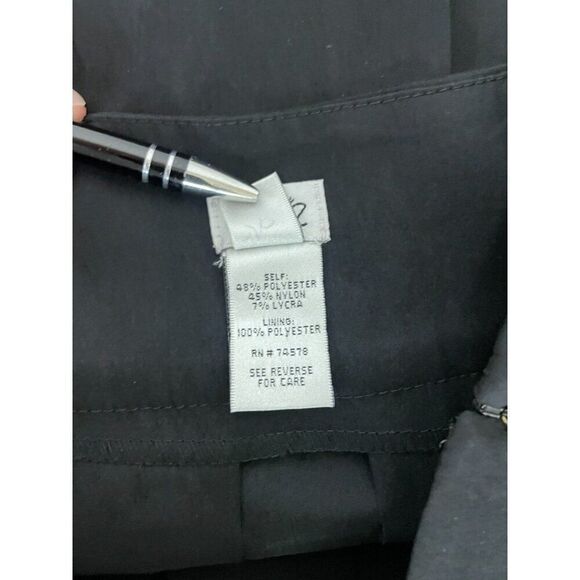 SELF:
48% POLYESTER
45% NYLON
7% LYCRA
LINING:
100% POLYESTER
RN # 74578
SEE REVERSE
FOR CARE